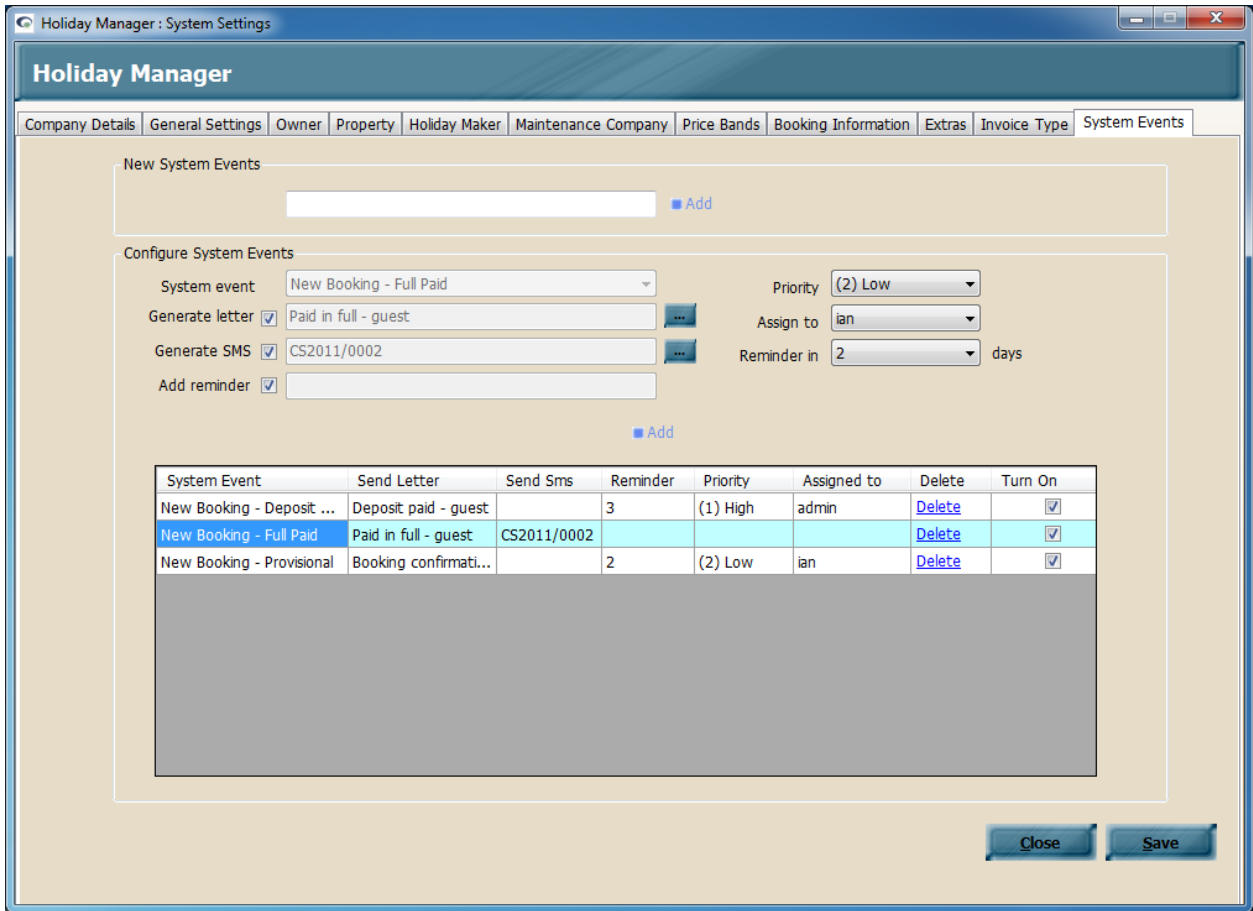 Holiday Manager : System Settings
Holiday Manager
Company Details General Settings Owner Property Holiday Maker Maintenance Company Price Bands Booking Information Extras Invoice Type System Events
New System Events
Add
Configure System Events
System event New Booking - Full Paid Priority (2) Low
Generate letter Paid in full - guest ... Assign to ian
Generate SMS CS2011/0002 ... Reminder in 2 days
Add reminder
Add
System Event Send Letter Send Sms Reminder Priority Assigned to Delete Turn On
New Booking - Deposit ... Deposit paid - guest 3 (1) High admin Delete
New Booking - Full Paid Paid in full - guest CS2011/0002 Delete
New Booking - Provisional Booking confirmati... 2 (2) Low ian Delete
Close Save